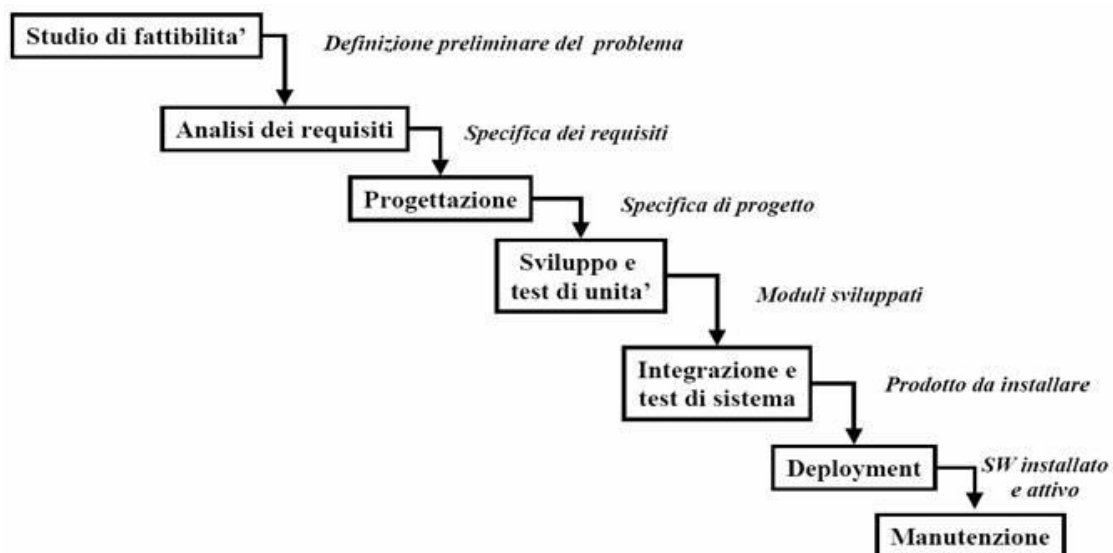 Studio di fattibilita'
Definizione preliminare del problema
Analisi dei requisiti
Specifica dei requisiti
Progettazione
Specifica di progetto
Sviluppo e
test di unita'
Moduli sviluppati
Integrazione e
test di sistema
Prodotto da installare
Deployment
SW installato
e attivo
Manutenzione